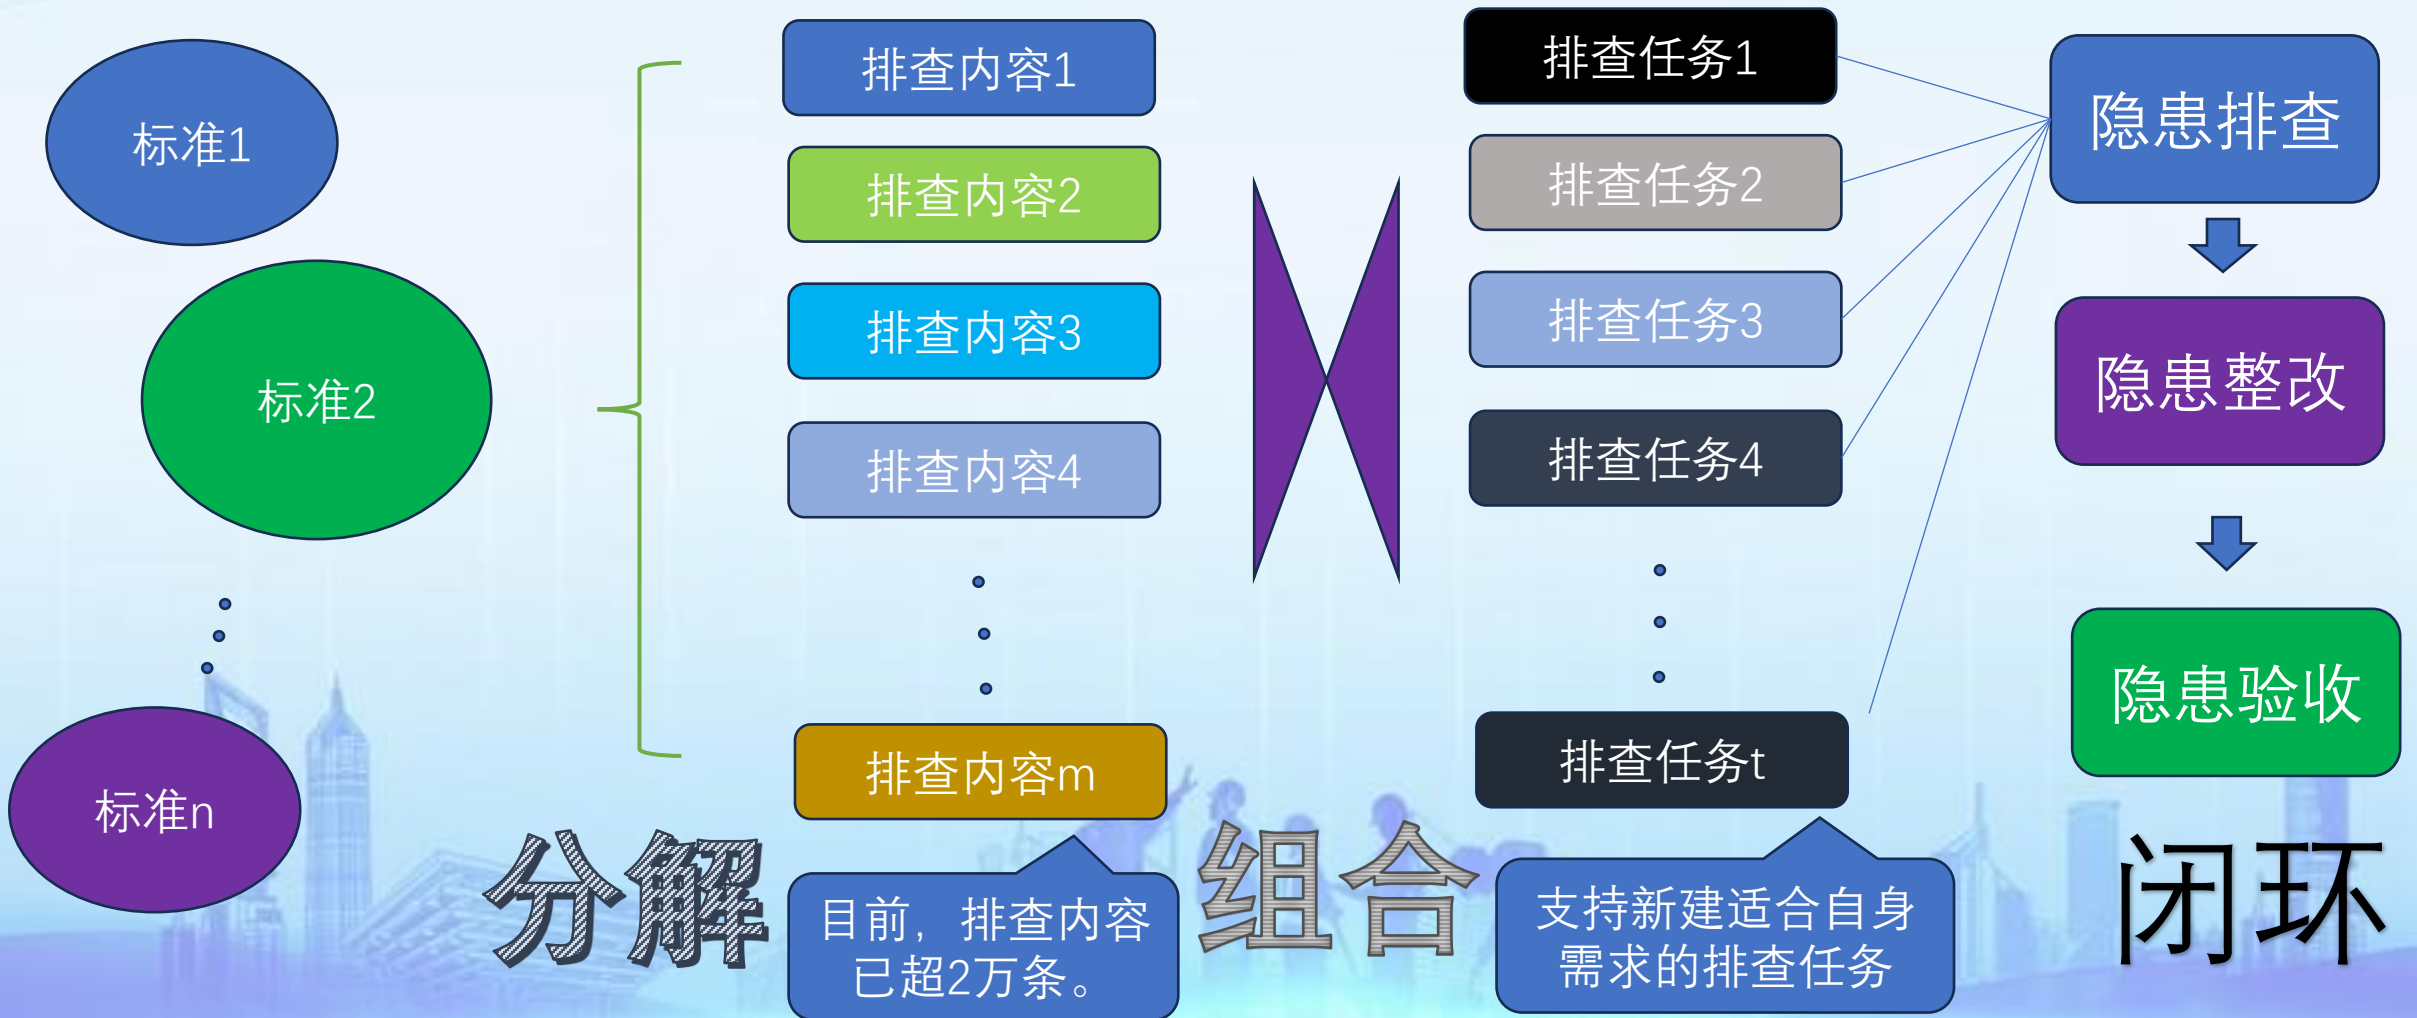 标准1
标准2
标准n
分解
排查内容1
排查内容2
排查内容3
排查内容4
排查内容m
目前，排查内容
已超2万条。
组合
排查任务1
排查任务2
排查任务3
排查任务4
排查任务t
支持新建适合自身
需求的排查任务
隐患排查
隐患整改
隐患验收
闭环